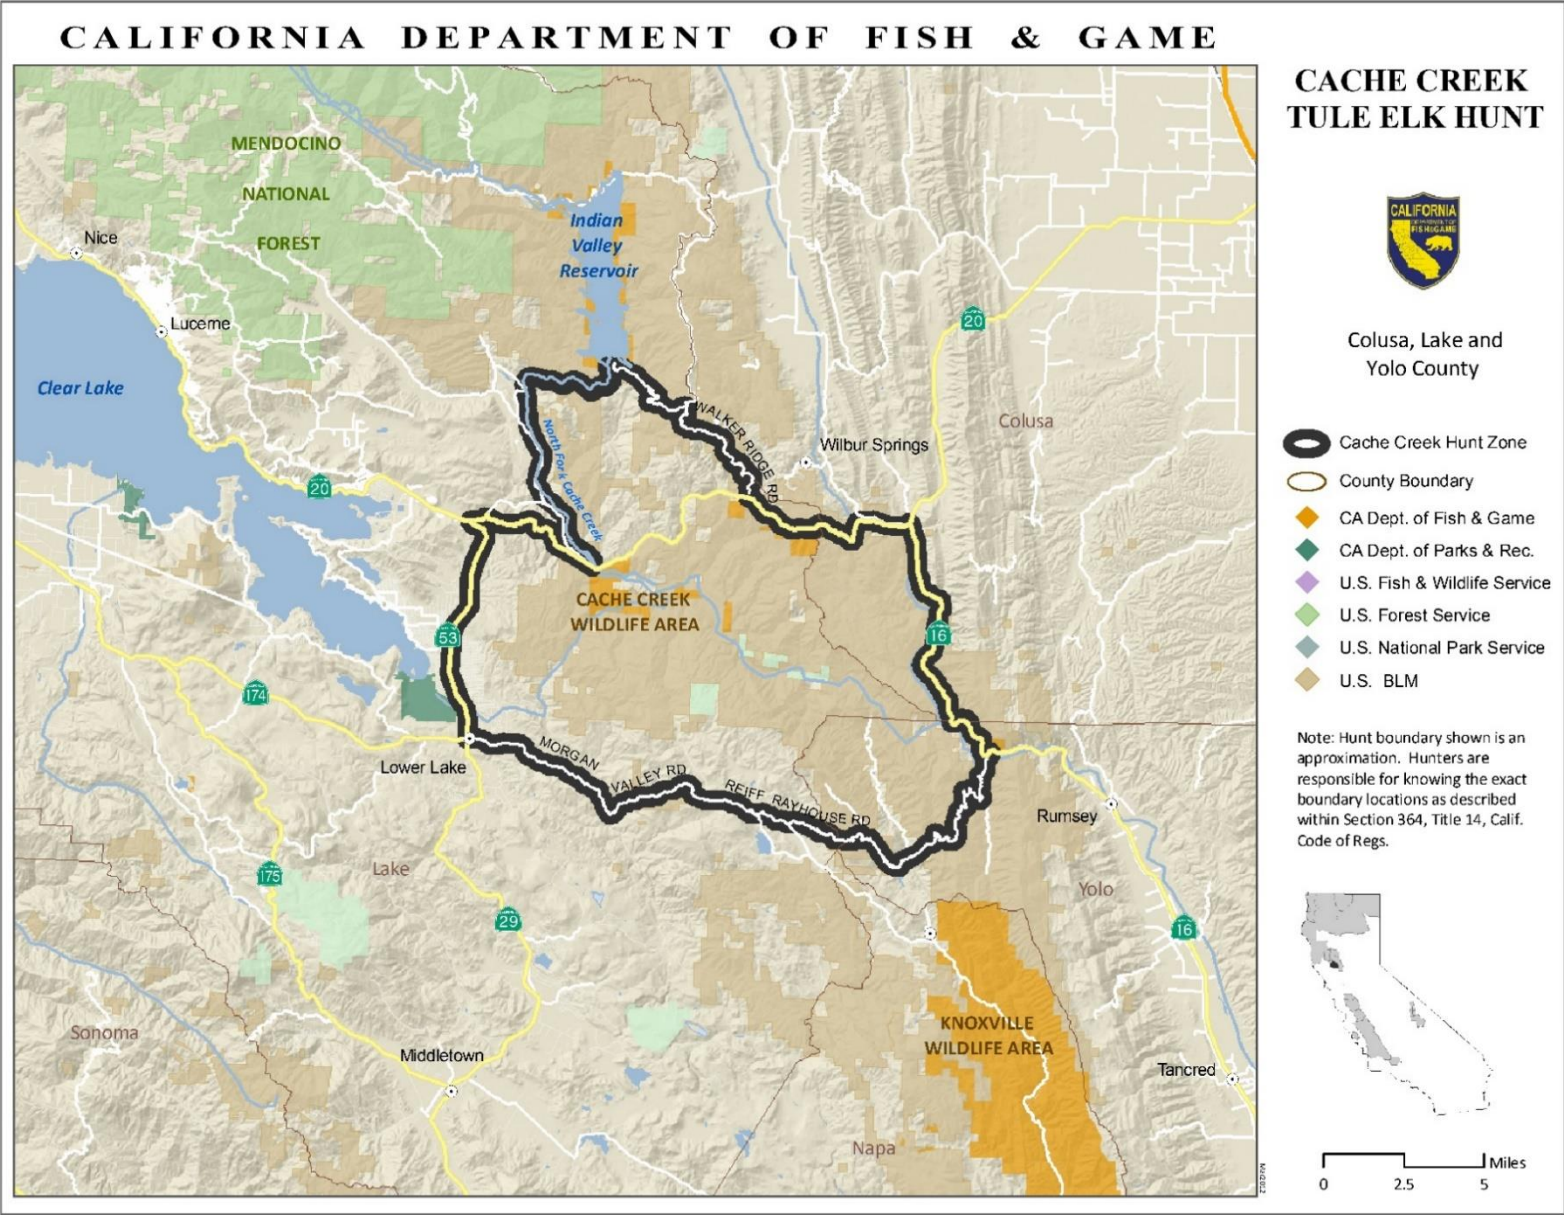 CALIFORNIA DEPARTMENT OF FISH & GAME
CACHE CREEK
TULE ELK HUNT
CALIFORNIA
FISH & GAME
Colusa, Lake and
Yolo County
Cache Creek Hunt Zone
County Boundary
CA Dept. of Fish & Game
CA Dept. of Parks & Rec.
U.S. Fish & Wildlife Service
U.S. Forest Service
U.S. National Park Service
U.S. BLM
Note: Hunt boundary shown is an
approximation. Hunters are
responsible for knowing the exact
boundary locations as described
within Section 364, Title 14, Calif.
Code of Regs.
Miles
0
2.5
5
MENDOCINO
NATIONAL
FOREST
Indian
Valley
Reservoir
Nice
Lucerne
Clear Lake
20
20
Colusa
WALKER RIDGE RD
Wilbur Springs
North Fork Cache Creek
CACHE CREEK
WILDLIFE AREA
53
16
174
MORGAN
VALLEY RD
REIFF RAYHOUSE RD
Lower Lake
Rumsey
Lake
175
Yolo
29
16
KNOXVILLE
WILDLIFE AREA
Sonoma
Middletown
Tancred
Napa